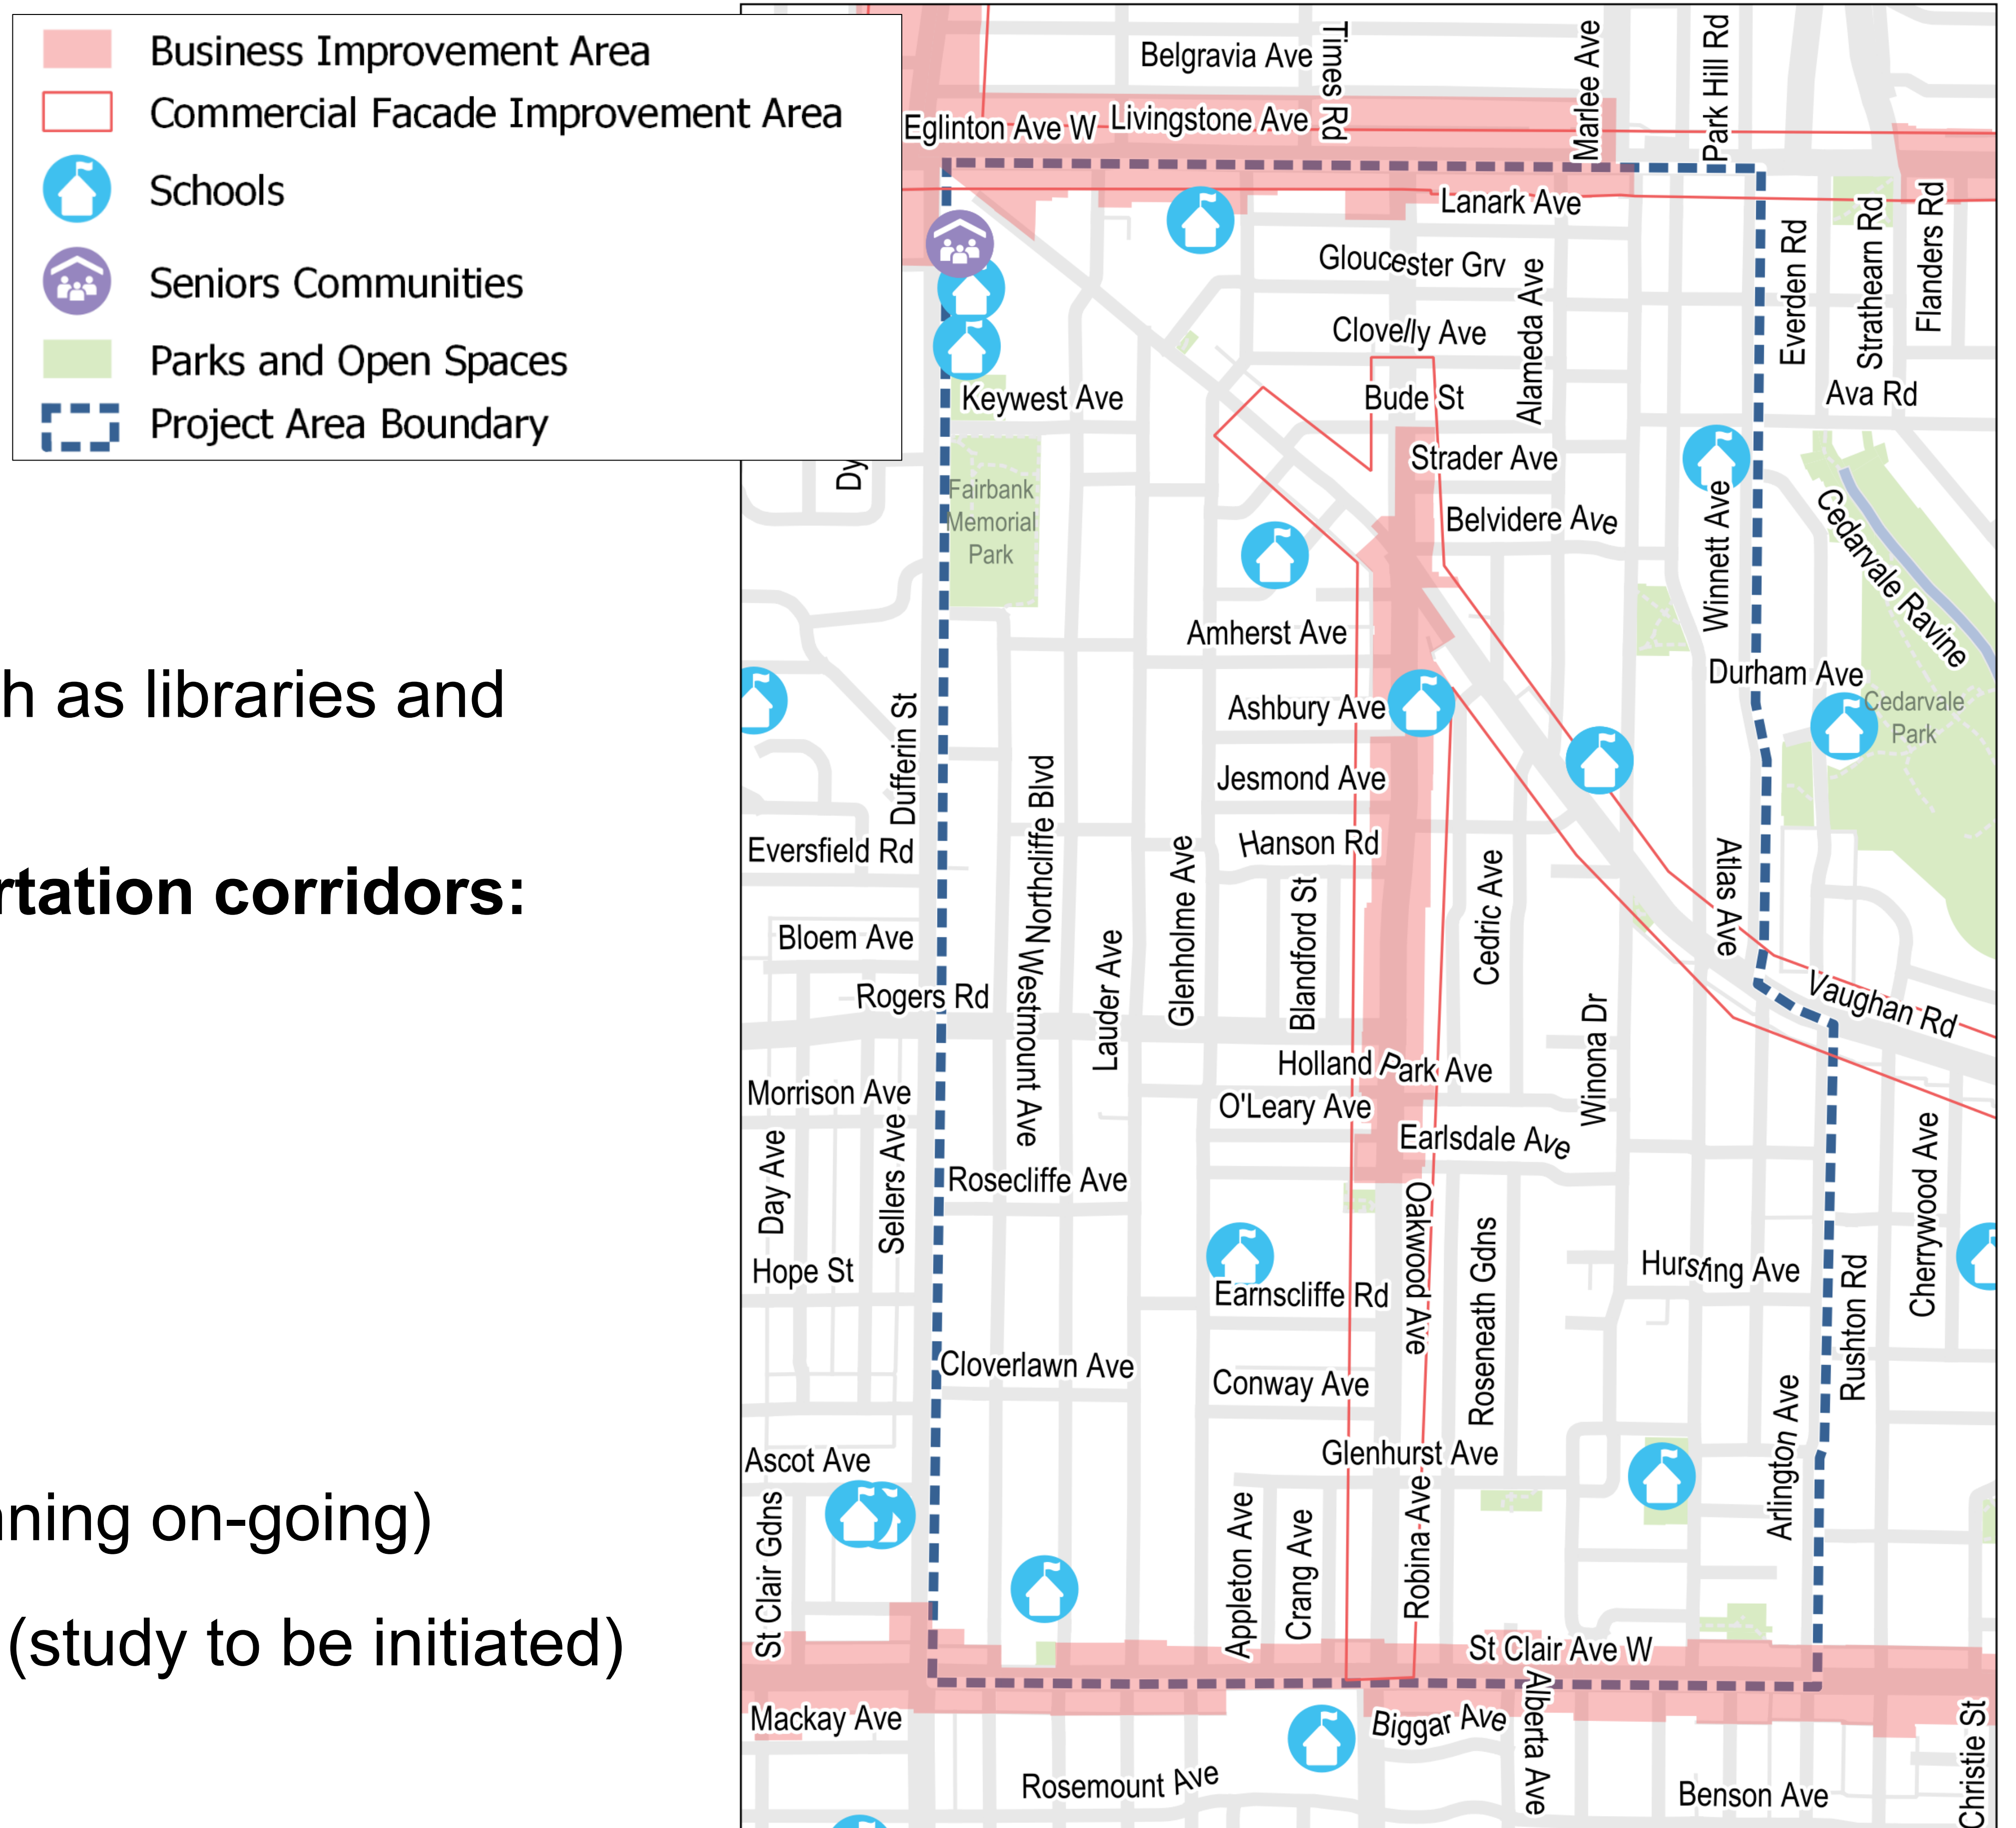 Business Improvement Area
Commercial Facade Improvement Area
Schools
Seniors Communities
Parks and Open Spaces
Project Area Boundary
h as libraries and
rtation corridors:
ning on-going)
(study to be initiated)
Belgravia Ave
Times Rd
Marlee Ave
Park Hill Rd
Eglinton Ave W
Livingstone Ave
Lanark Ave
Gloucester Grv
Alameda Ave
Everden Rd
Strathearn Rd
Flanders Rd
Clovelly Ave
Keywest Ave
Bude St
Ava Rd
Dy
Strader Ave
Fairbank
Memorial
Park
Belvidere Ave
Winnett Ave
Cedarvale Ravine
Amherst Ave
Durham Ave
Cedarvale
Park
Dufferin St
Ashbury Ave
Northcliffe Blvd
Jesmond Ave
Eversfield Rd
Hanson Rd
Glenholme Ave
Blandford St
Cedric Ave
Atlas Ave
Bloem Ave
Lauder Ave
Rogers Rd
Westmount Ave
Vaughan Rd
Winona Dr
Holland Park Ave
Morrison Ave
O'Leary Ave
Earlsdale Ave
Day Ave
Sellers Ave
Rosecliffe Ave
Oakwood Ave
Roseneath Gdns
Cherrywood Ave
Hope St
Hursting Ave
Rushton Rd
Earnscliffe Rd
Cloverlawn Ave
Conway Ave
Arlington Ave
Ascot Ave
Glenhurst Ave
St Clair Gdns
Appleton Ave
Crang Ave
Robina Ave
St Clair Ave W
Mackay Ave
Biggar Ave
Alberta Ave
Christie St
Rosemount Ave
Benson Ave